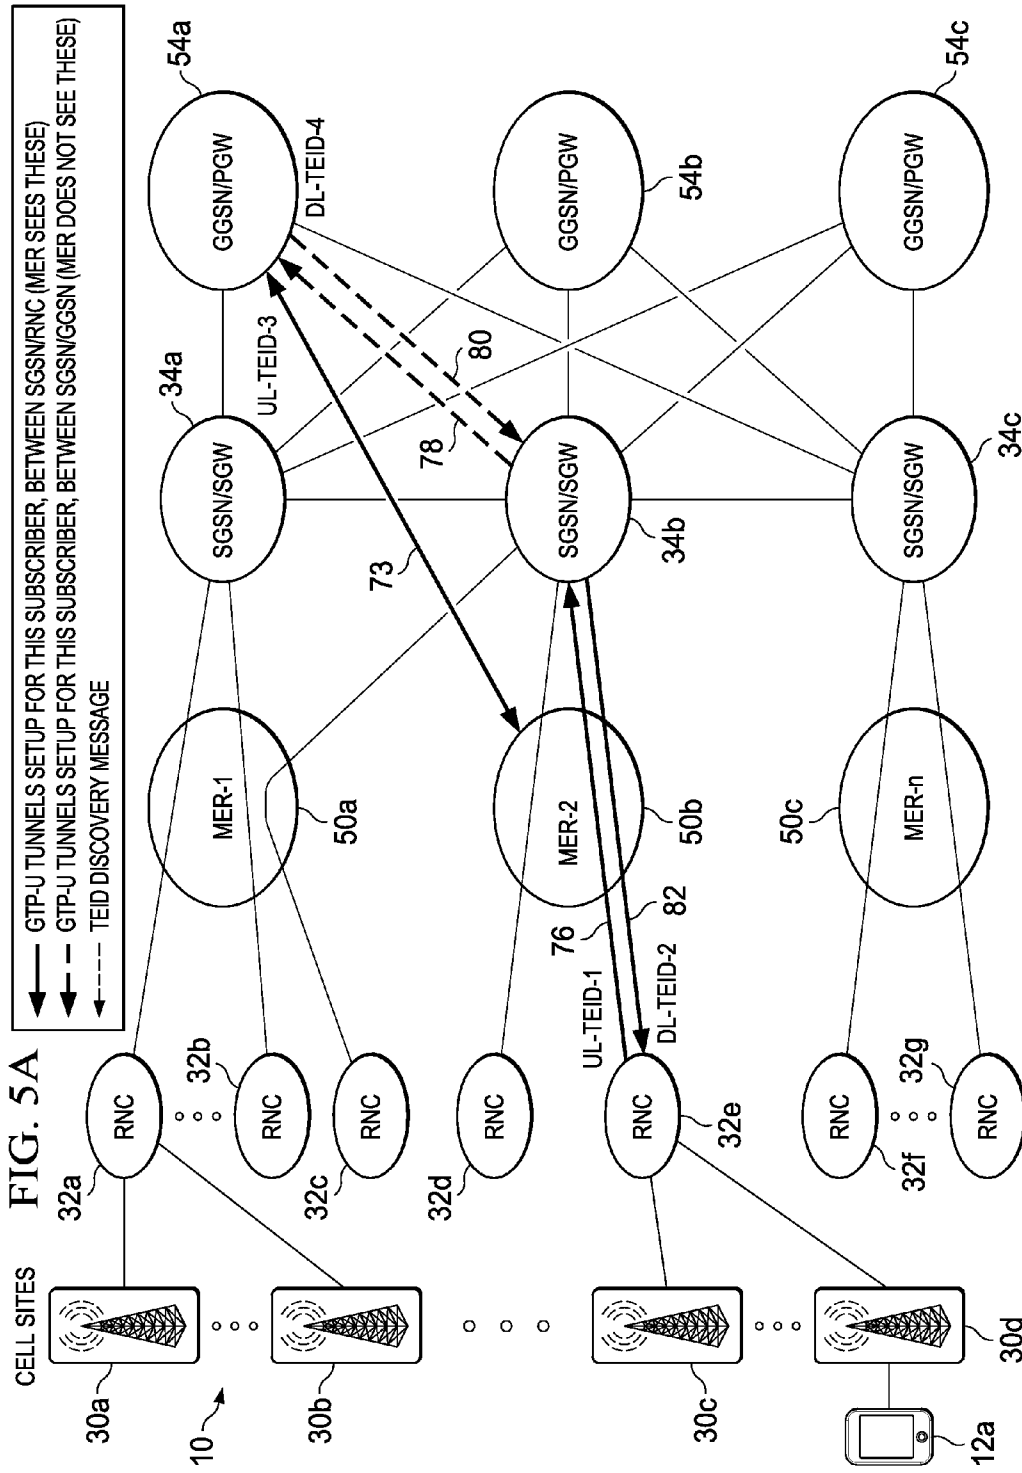 FIG. 5A
GTP-U TUNNELS SETUP FOR THIS SUBSCRIBER, BETWEEN SGSN/RNC (MER SEES THESE)
GTP-U TUNNELS SETUP FOR THIS SUBSCRIBER, BETWEEN SGSN/GGSN (MER DOES NOT SEE THESE)
TEID DISCOVERY MESSAGE
CELL SITES
30a
10
30b
30c
30d
12a
32a
RNC
32b
RNC
32c
RNC
32d
RNC
RNC
32e
RNC
32f
32g
RNC
UL-TEID-1
DL-TEID-2
76
82
MER-1
50a
MER-2
50b
50c
MER-n
73
34a
SGSN/SGW
SGSN/SGW
34b
SGSN/SGW
34c
UL-TEID-3
78
80
DL-TEID-4
54a
GGSN/PGW
GGSN/PGW
54b
54c
GGSN/PGW